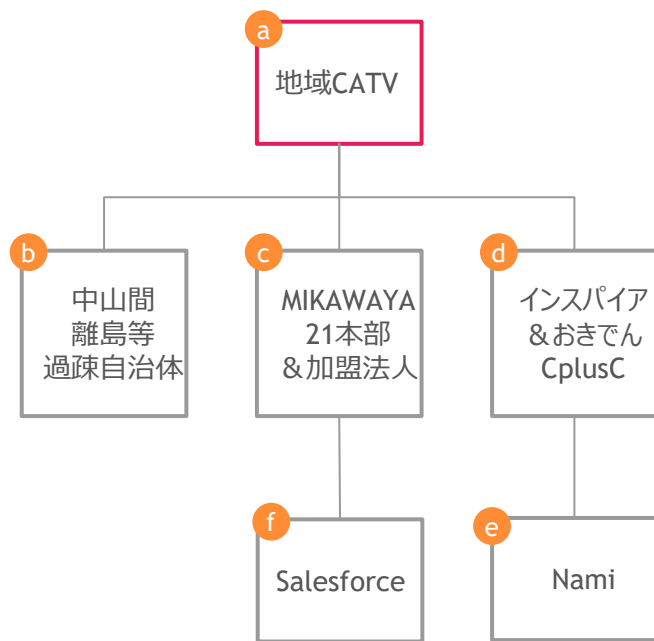 a
地域CATV
b
中山間
離島等
過疎自治体
c
MIKAWAYA
21本部
＆加盟法人
d
インスパイア
＆おきでん
CplusC
f
Salesforce
e
Nami